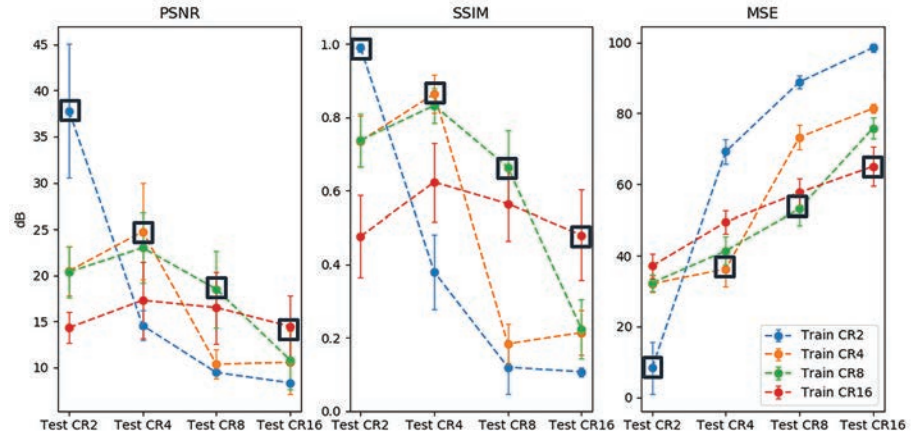 PSNR
SSIM
MSE
dB
45
40
35
30
25
20
15
10
Test CR2
Test CR4
Test CR8
Test CR16
1.0
0.8
0.6
0.4
0.2
0.0
Test CR2
Test CR4
Test CR8
Test CR16
100
80
60
40
20
0
Test CR2
Test CR4
Test CR8
Test CR16
Train CR2
Train CR4
Train CR8
Train CR16